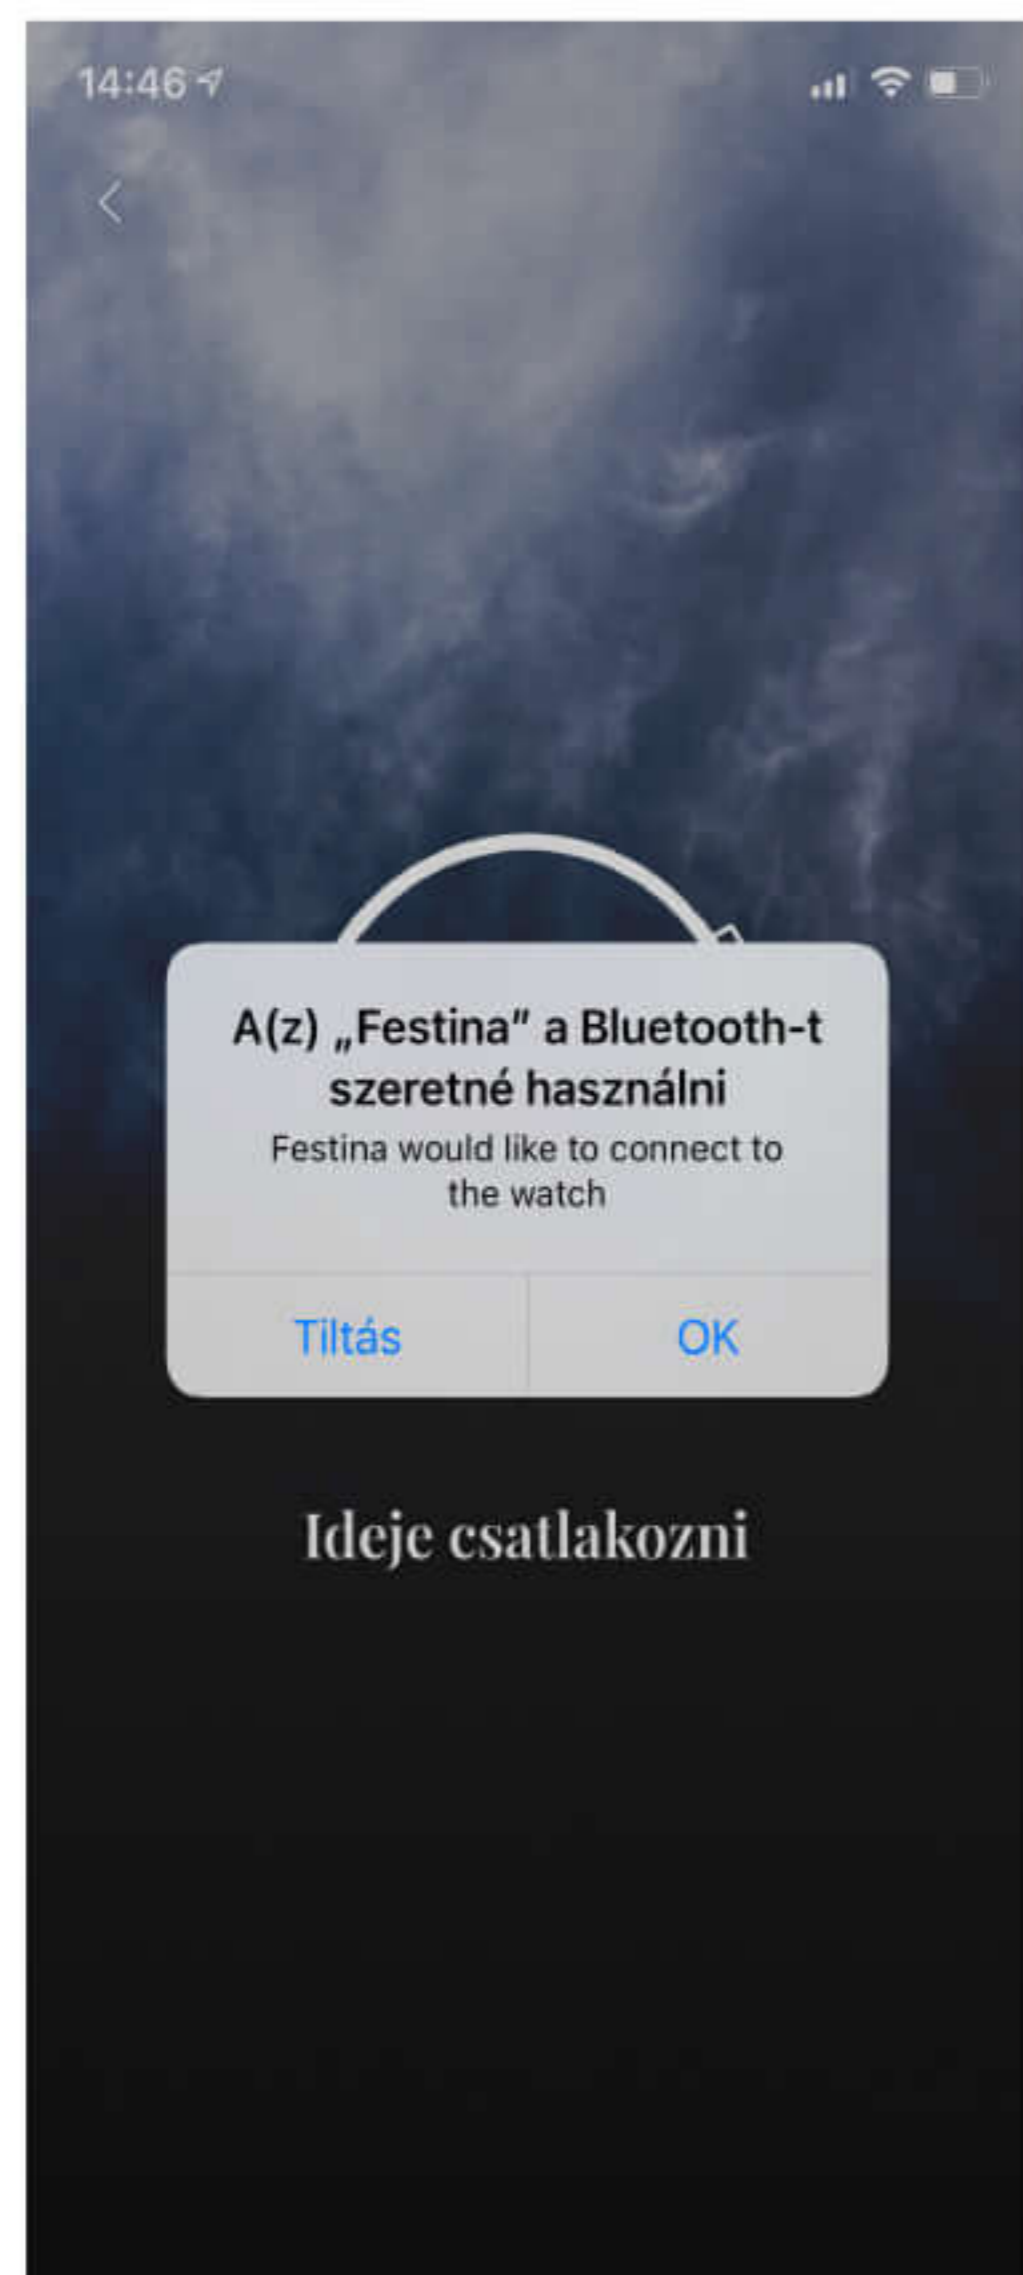 14:46
A(z) „Festina” a Bluetooth-t
szeretné használni
Festina would like to connect to
the watch
Tiltás
OK
Ideje csatlakozni